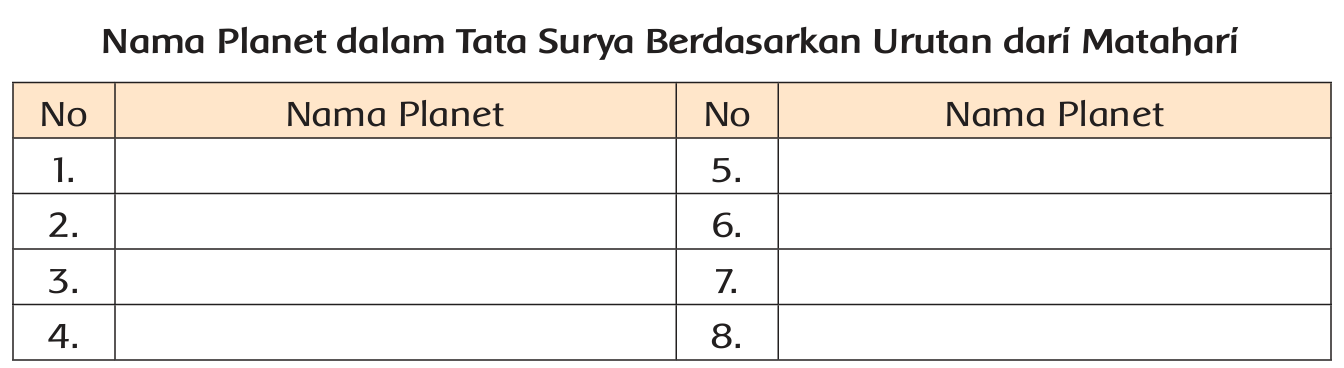 Nama Planet dalam Tata Surya Berdasarkan Urutan dari Matahari
No Nama Planet No Nama Planet
1. 5.
2. 6.
3. 7.
4. 8.